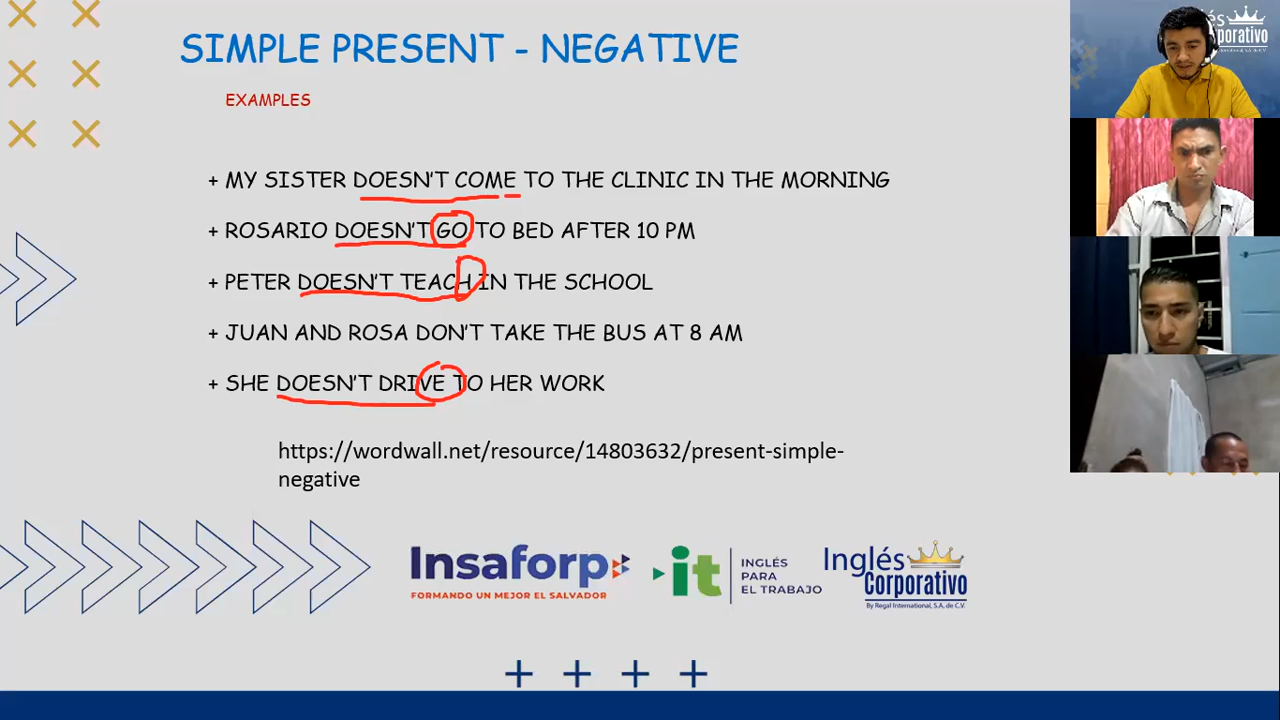 SIMPLE PRESENT - NEGATIVE
EXAMPLES
+ MY SISTER DOESN'T COME TO THE CLINIC IN THE MORNING
+ ROSARIO DOESN'T GO TO BED AFTER 10 PM
+ PETER DOESN'T TEACH IN THE SCHOOL
+ JUAN AND ROSA DON'T TAKE THE BUS AT 8 AM
+ SHE DOESN'T DRIVE TO HER WORK
https://wordwall.net/resource/14803632/present-simple-
negative
Insaforp
FORMANDO UN MEJOR EL SALVADOR
it
INGLÉS
PARA
EL TRABAJO
Inglés
Corporativo
By Regal International, S.A. de C.V.